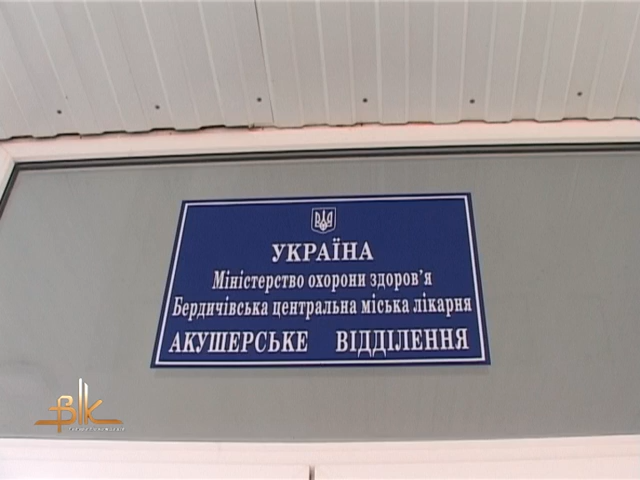 УКРАЇНА
Міністерство охорони здоров'я
Бердичівська центральна міська лікарня
АКУШЕРСЬКЕ ВІДДІЛЕННЯ